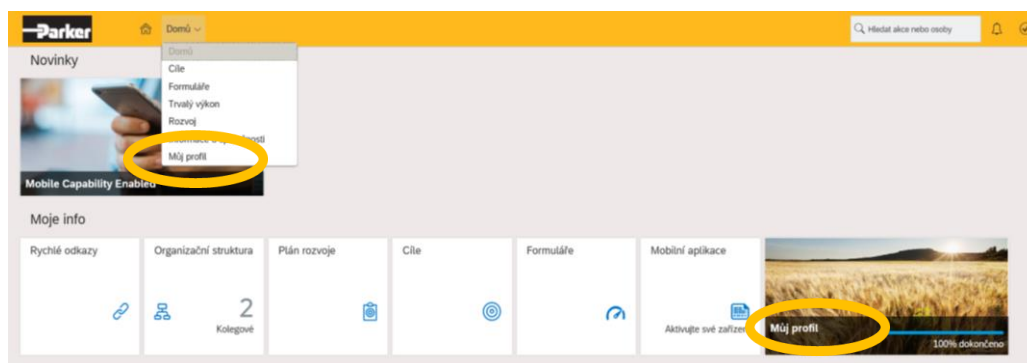 Parker
Domů
Hledat akce nebo osoby
Novinky
Domů
Cíle
Formuláře
Trvalý výkon
Rozvoj
Můj profil
Mobile Capability Enabled
Moje info
Rychlé odkazy
Organizační struktura
Plán rozvoje
Cíle
Formuláře
Mobilní aplikace
2
Kolegové
Aktivujte své zařízení
Můj profil
100% dokončeno